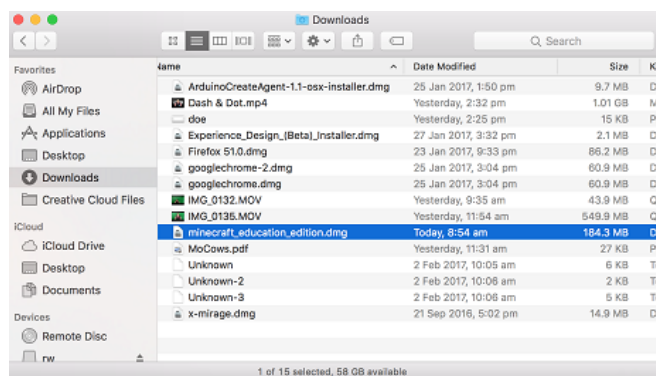 Downloads
Search
Favorites
AirDrop
All My Files
Applications
Desktop
Downloads
Creative Cloud Files
iCloud
iCloud Drive
Desktop
Documents
Devices
Remote Disc
rw
Name Date Modified Size K
ArduinoCreateAgent-1.1-osx-installer.dmg 25 Jan 2017, 1:50 pm 9.7 MB D
Dash & Dot.mp4 Yesterday, 2:32 pm 1.01 GB M
doe Yesterday, 2:25 pm 15 KB P
Experience_Design_(Beta)_Installer.dmg 27 Jan 2017, 3:32 pm 2.1 MB D
Firefox 51.0.dmg 23 Jan 2017, 9:33 pm 86.2 MB D
googlechrome-2.dmg 25 Jan 2017, 3:04 pm 60.9 MB D
googlechrome.dmg 25 Jan 2017, 3:04 pm 60.9 MB D
IMG_0132.MOV Yesterday, 9:35 am 43.9 MB Q
IMG_0135.MOV Yesterday, 11:54 am 549.9 MB Q
minecraft_education_edition.dmg Today, 8:54 am 184.3 MB D
MoCows.pdf Yesterday, 11:31 am 27 KB P
Unknown 2 Feb 2017, 10:05 am 6 KB T
Unknown-2 2 Feb 2017, 10:06 am 2 KB T
Unknown-3 2 Feb 2017, 10:06 am 5 KB T
x-mirage.dmg 21 Sep 2016, 5:02 pm 14.9 MB D
1 of 15 selected, 58 GB available